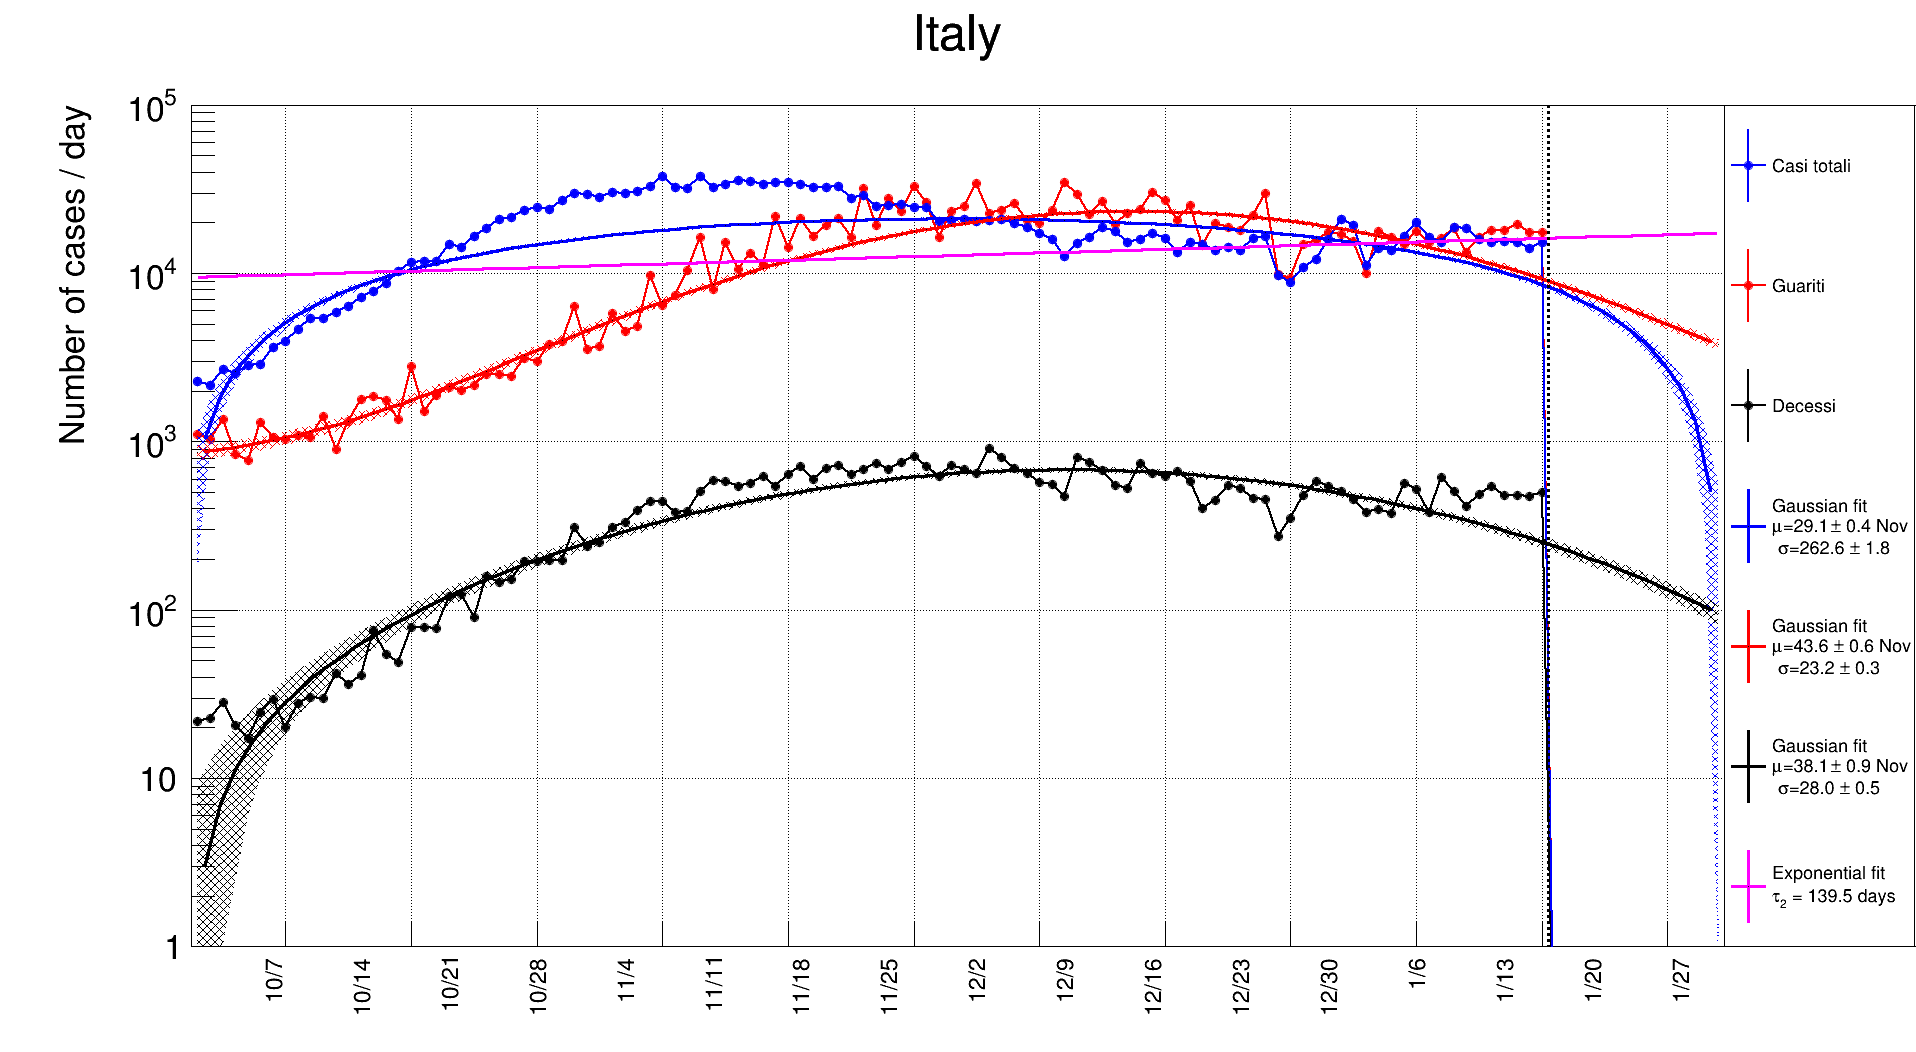 Italy
Number of cases / day
10⁵
10⁴
10³
10²
10
1
10/7
10/14
10/21
10/28
11/4
11/11
11/18
11/25
12/2
12/9
12/16
12/23
12/30
1/6
1/13
1/20
1/27
Casi totali
Guariti
Decessi
Gaussian fit
μ=29.1 ± 0.4 Nov
σ=262.6 ± 1.8
Gaussian fit
μ=43.6 ± 0.6 Nov
σ=23.2 ± 0.3
Gaussian fit
μ=38.1 ± 0.9 Nov
σ=28.0 ± 0.5
Exponential fit
τ₂ = 139.5 days